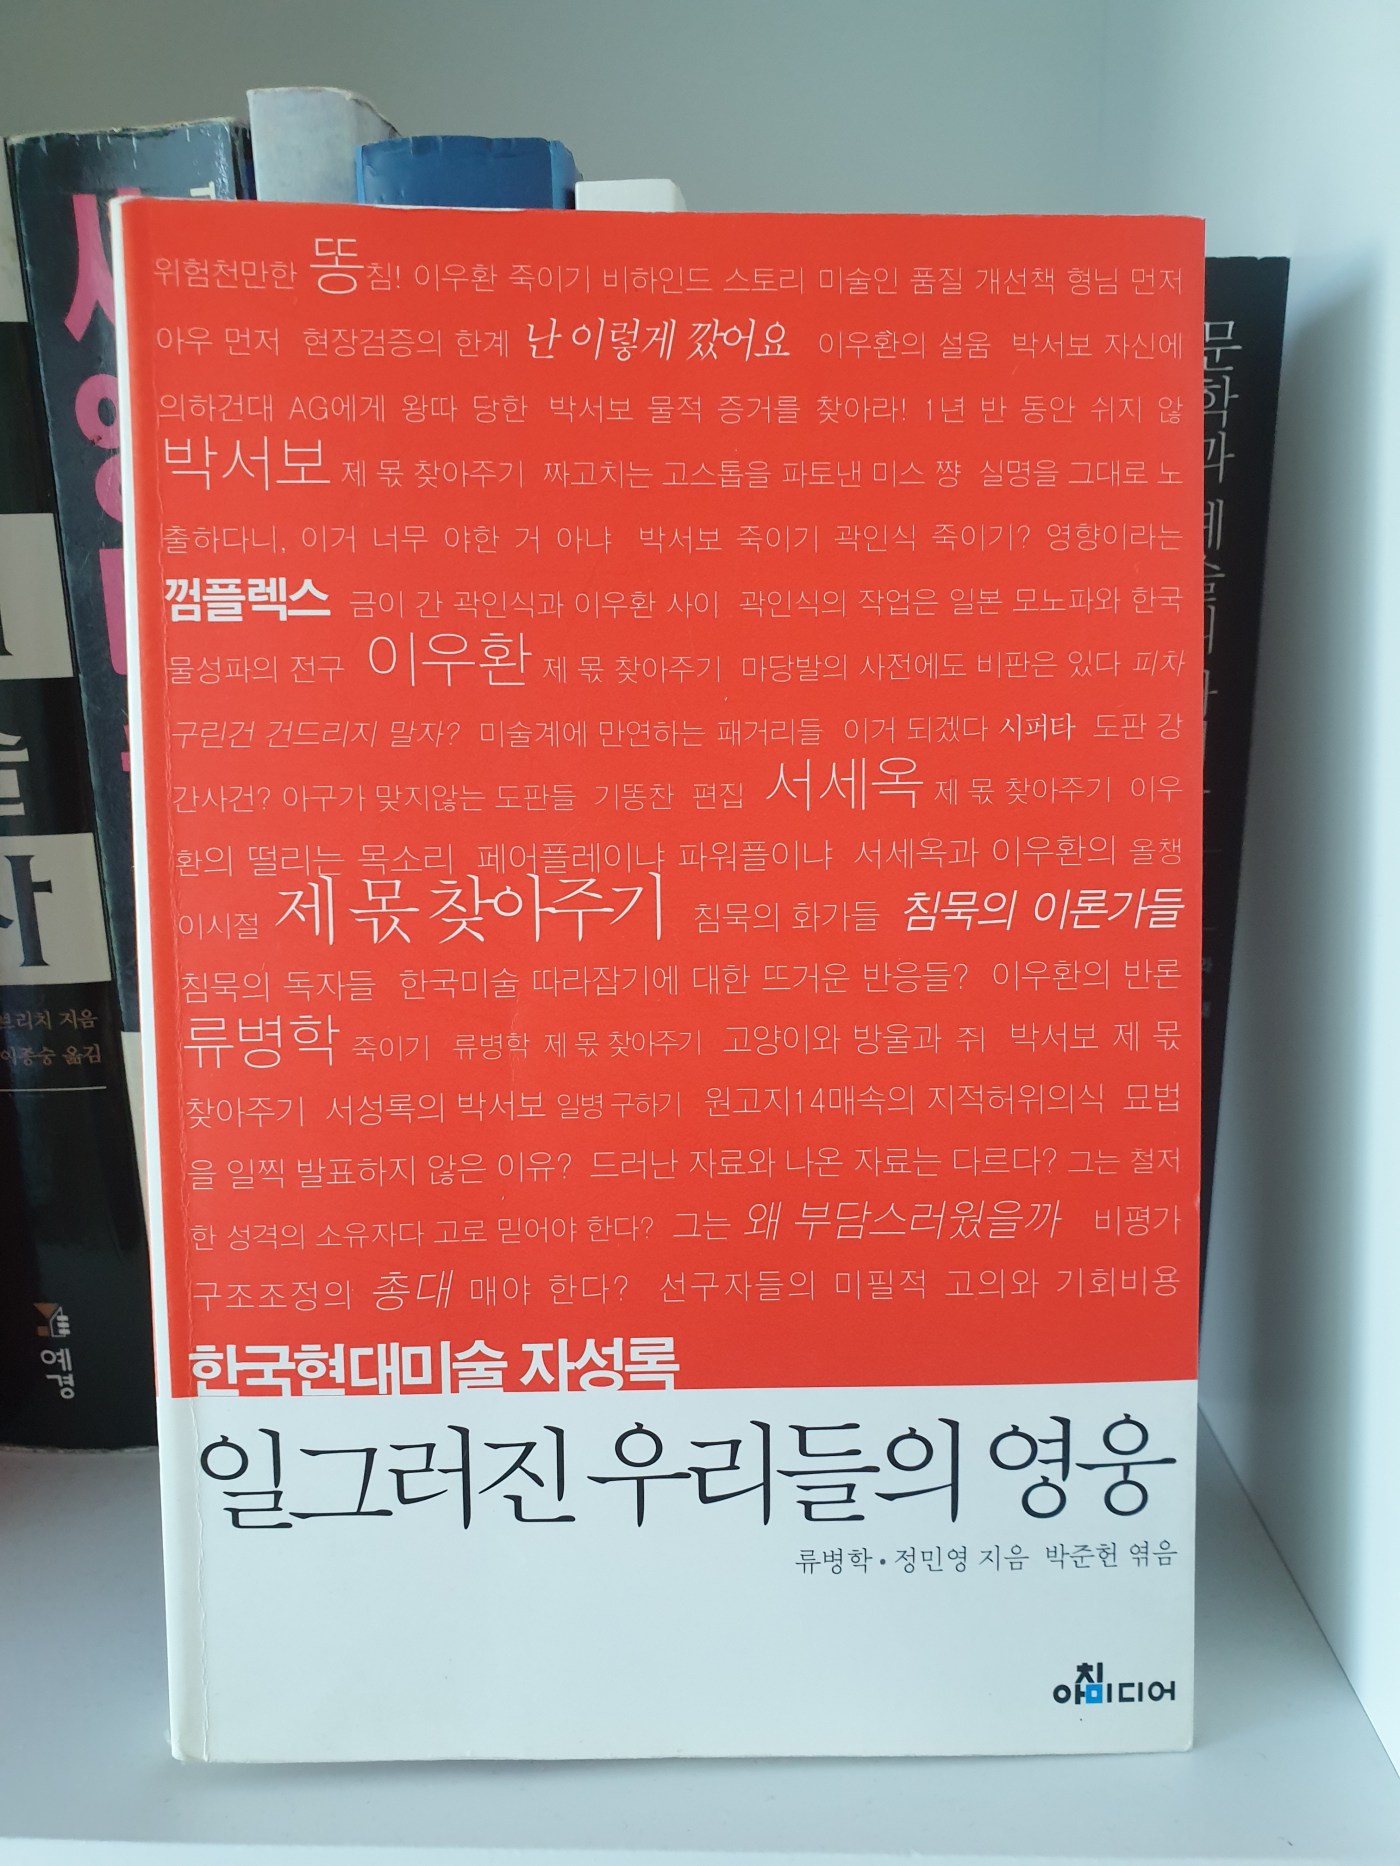 위험천만한 똥침! 이우환 죽이기 비하인드 스토리 미술인 품질 개선책 형님 먼저
아우 먼저 현장검증의 한계 난 이렇게 깠어요 이우환의 설움 박서보 자신에
의하건대 AG에게 왕따 당한 박서보 물적 증거를 찾아라! 1년 반 동안 쉬지 않
박서보 제 몫 찾아주기 짜고치는 고스톱을 파토낸 미스 쨩 실명을 그대로 노
출하다니, 이거 너무 야한 거 아냐 박서보 죽이기 곽인식 죽이기? 영향이라는
껌플렉스 금이 간 곽인식과 이우환 사이 곽인식의 작업은 일본 모노파와 한국
물성파의 전구 이우환 제 몫 찾아주기 마당발의 사전에도 비판은 있다 피차
구린건 건드리지 말자? 미술계에 만연하는 패거리들 이거 되겠다 시퍼타 도판 강
간사건? 아구가 맞지않는 도판들 기똥찬 편집 서세옥 제 몫 찾아주기 이우
환의 떨리는 목소리 페어플레이냐 파워플이냐 서세옥과 이우환의 올챙
이시절 제 몫 찾아주기 침묵의 화가들 침묵의 이론가들
침묵의 독자들 한국미술 따라잡기에 대한 뜨거운 반응들? 이우환의 반론
류병학 죽이기 류병학 제 몫 찾아주기 고양이와 방울과 쥐 박서보 제 몫
찾아주기 서성록의 박서보 일병 구하기 원고지14매속의 지적허위의식 묘법
을 일찍 발표하지 않은 이유? 드러난 자료와 나온 자료는 다르다? 그는 철저
한 성격의 소유자다 고로 믿어야 한다? 그는 왜 부담스러웠을까 비평가
구조조정의 총대 매야 한다? 선구자들의 미필적 고의와 기회비용
한국현대미술 자성록
일그러진 우리들의 영웅
류병학 · 정민영 지음 박준헌 엮음
아침미디어
브리치 지음
이종숭 옮김
예경
문학과 예술의